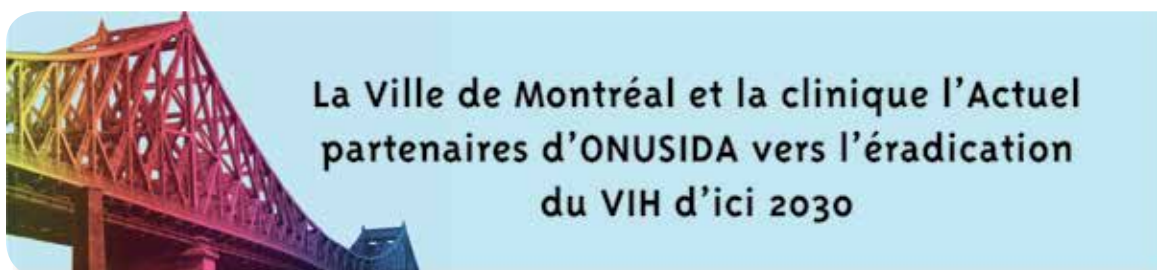 La Ville de Montréal et la clinique l'Actuel
partenaires d'ONUSIDA vers l'éradication
du VIH d'ici 2030